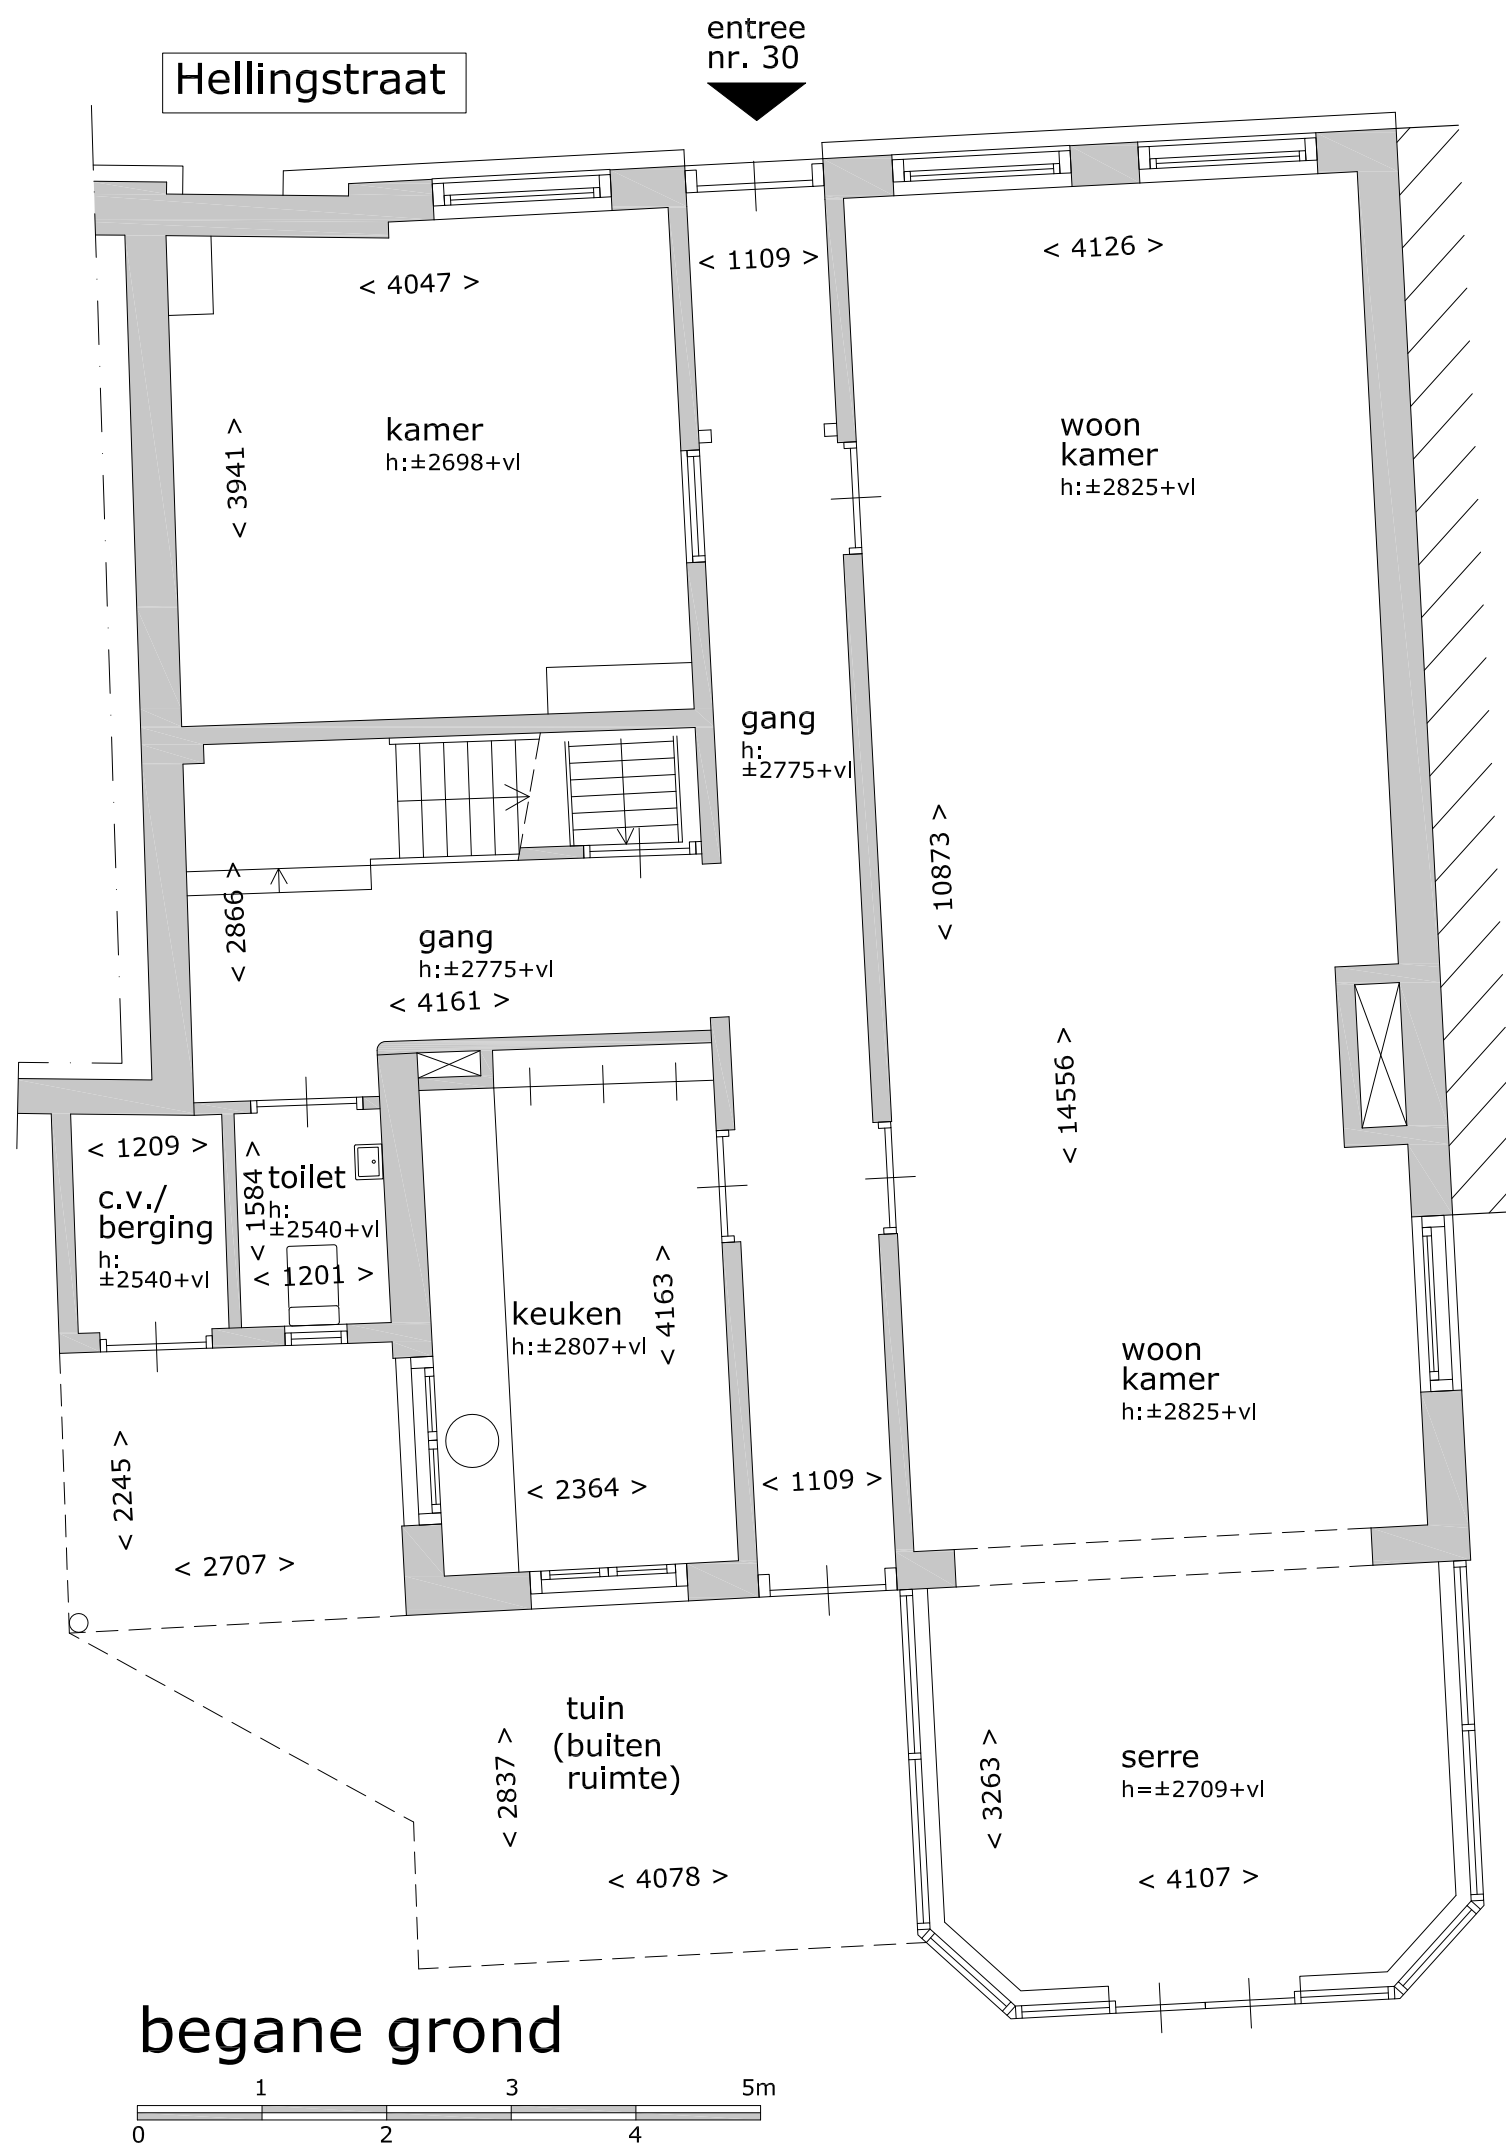 entree
nr. 30
Hellingstraat
< 4047 >
< 1109 >
< 4126 >
kamer
h:±2698+vl
< 3941 >
woon
kamer
h:±2825+vl
gang
h:
±2775+vl
< 10873 >
< 2866 >
gang
h:±2775+vl
< 4161 >
< 14556 >
< 1209 >
c.v./
berging
h:
±2540+vl
< 1584 >
toilet
h:
±2540+vl
< 1201 >
keuken
h:±2807+vl
< 4163 >
< 2364 >
< 1109 >
woon
kamer
h:±2825+vl
< 2245 >
< 2707 >
tuin
(buiten
ruimte)
< 2837 >
< 4078 >
serre
h=±2709+vl
< 3263 >
< 4107 >
begane grond
1 3 5m
0 2 4